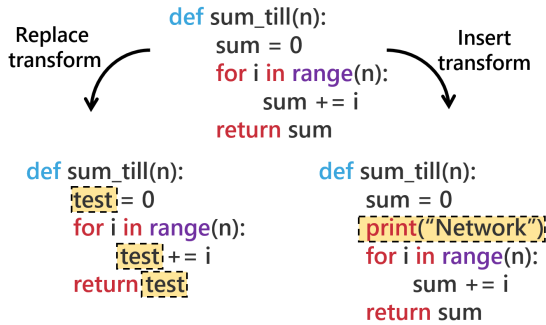 Replace
transform
def sum_till(n):
sum = 0
for i in range(n):
sum += i
return sum
Insert
transform
def sum_till(n):
test = 0
for i in range(n):
test += i
return test
def sum_till(n):
sum = 0
print(“Network”)
for i in range(n):
sum += i
return sum